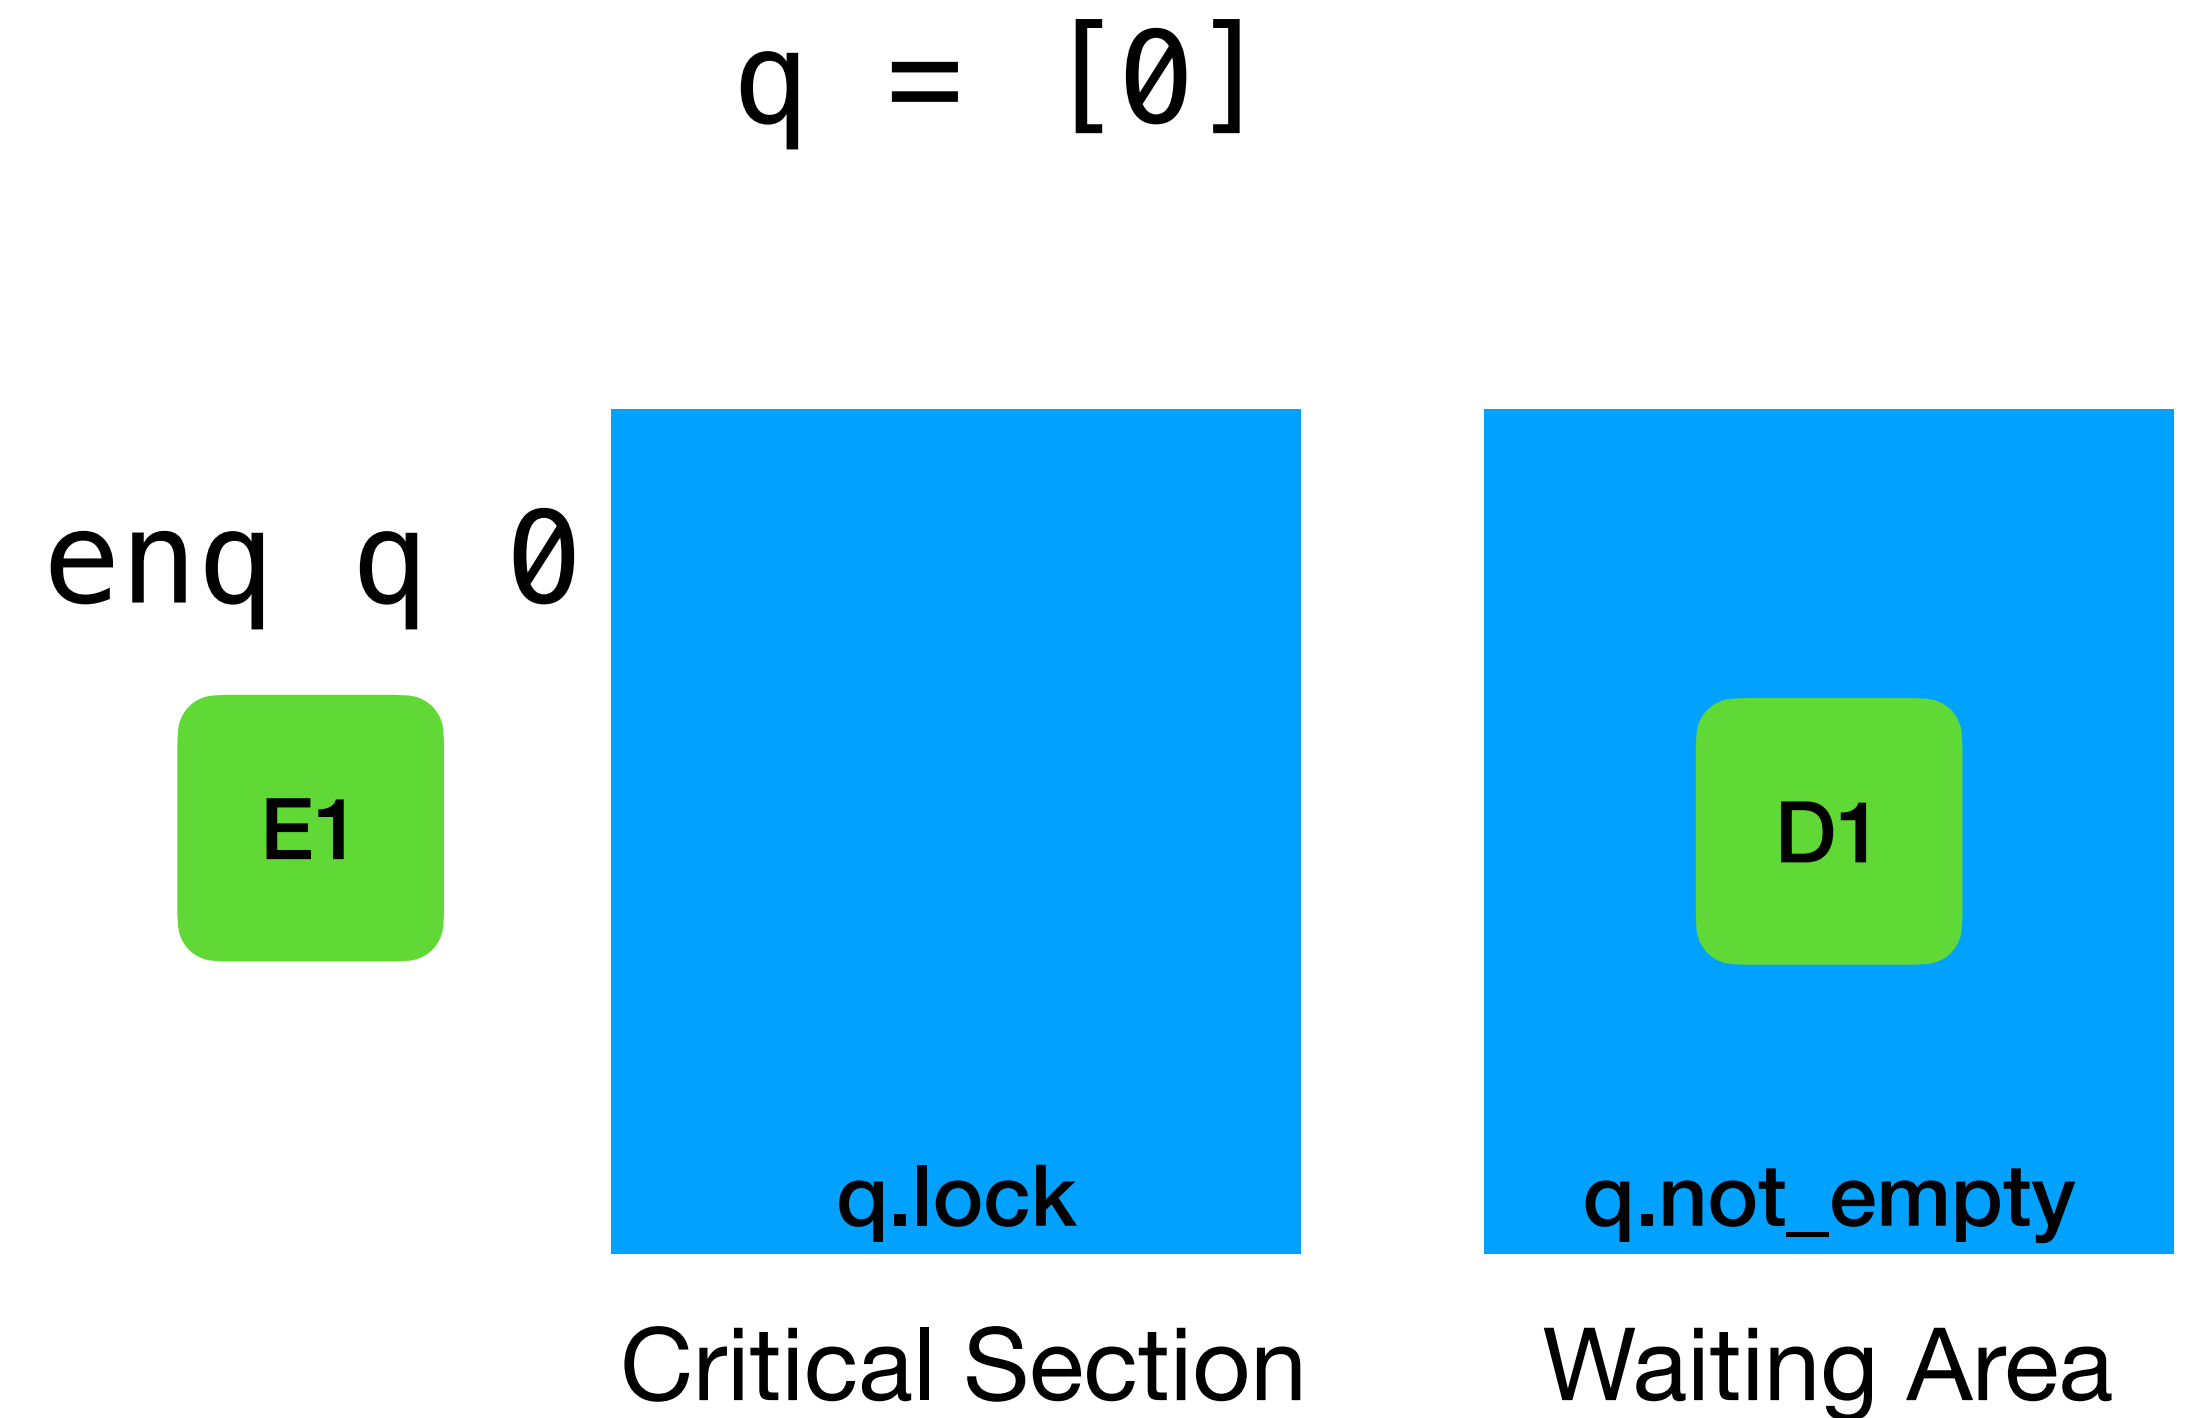 q = [0]
enq q 0
E1
D1
q.lock
q.not_empty
Critical Section
Waiting Area